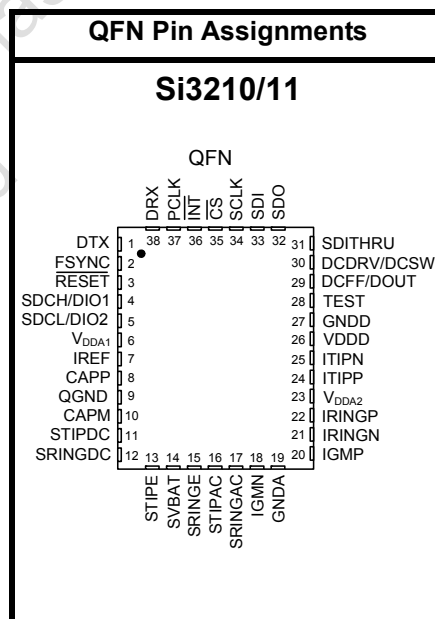 QFN Pin Assignments
Si3210/11
QFN
DRX
PCLK
INT
CS
SCLK
SDI
SDO
38 37 36 35 34 33 32
DTX 1
FSYNC 2
RESET 3
SDCH/DIO1 4
SDCL/DIO2 5
VDDA1 6
IREF 7
CAPP 8
QGND 9
CAPM 10
STIPDC 11
SRINGDC 12
31 SDITHRU
30 DCDRV/DCSW
29 DCFF/DOUT
28 TEST
27 GNDD
26 VDDD
25 ITIPN
24 ITIPP
23 VDDA2
22 IRINGP
21 IRINGN
20 IGMP
13 14 15 16 17 18 19
STIPE
SVBAT
SRINGE
STIPAC
SRINGAC
IGMN
GNDA